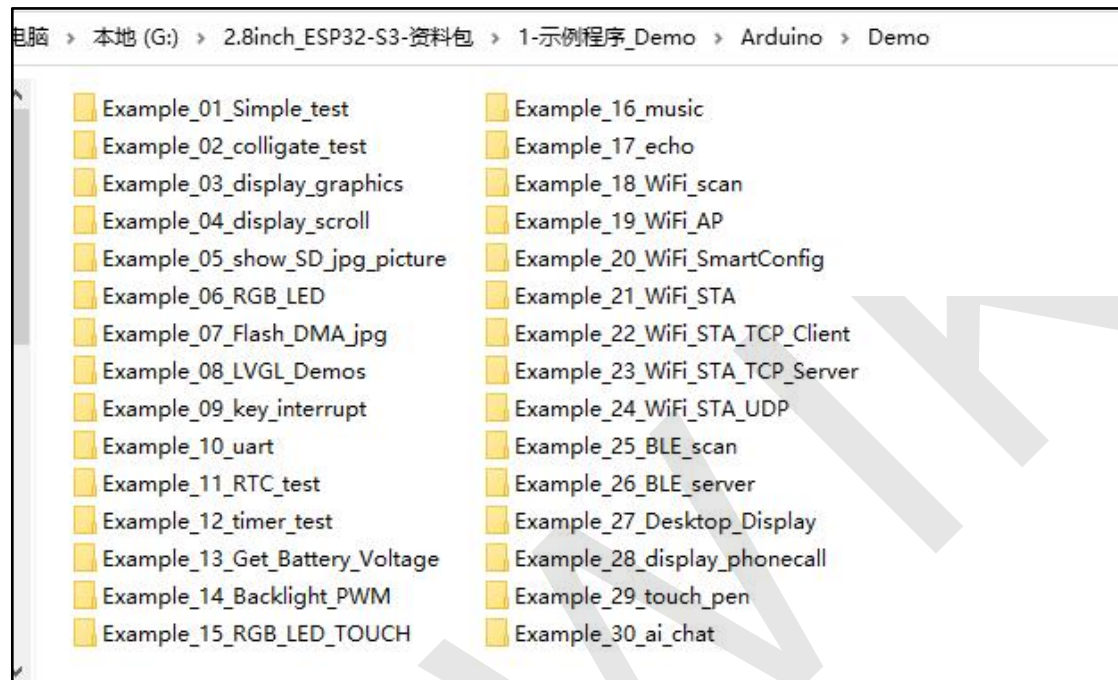 电脑 > 本地 (G:) > 2.8inch_ESP32-S3-资料包 > 1-示例程序_Demo > Arduino > Demo
Example_01_Simple_test
Example_02_colligate_test
Example_03_display_graphics
Example_04_display_scroll
Example_05_show_SD_jpg_picture
Example_06_RGB_LED
Example_07_Flash_DMA_jpg
Example_08_LVGL_Demos
Example_09_key_interrupt
Example_10_uart
Example_11_RTC_test
Example_12_timer_test
Example_13_Get_Battery_Voltage
Example_14_Backlight_PWM
Example_15_RGB_LED_TOUCH
Example_16_music
Example_17_echo
Example_18_WiFi_scan
Example_19_WiFi_AP
Example_20_WiFi_SmartConfig
Example_21_WiFi_STA
Example_22_WiFi_STA_TCP_Client
Example_23_WiFi_STA_TCP_Server
Example_24_WiFi_STA_UDP
Example_25_BLE_scan
Example_26_BLE_server
Example_27_Desktop_Display
Example_28_display_phonecall
Example_29_touch_pen
Example_30_ai_chat